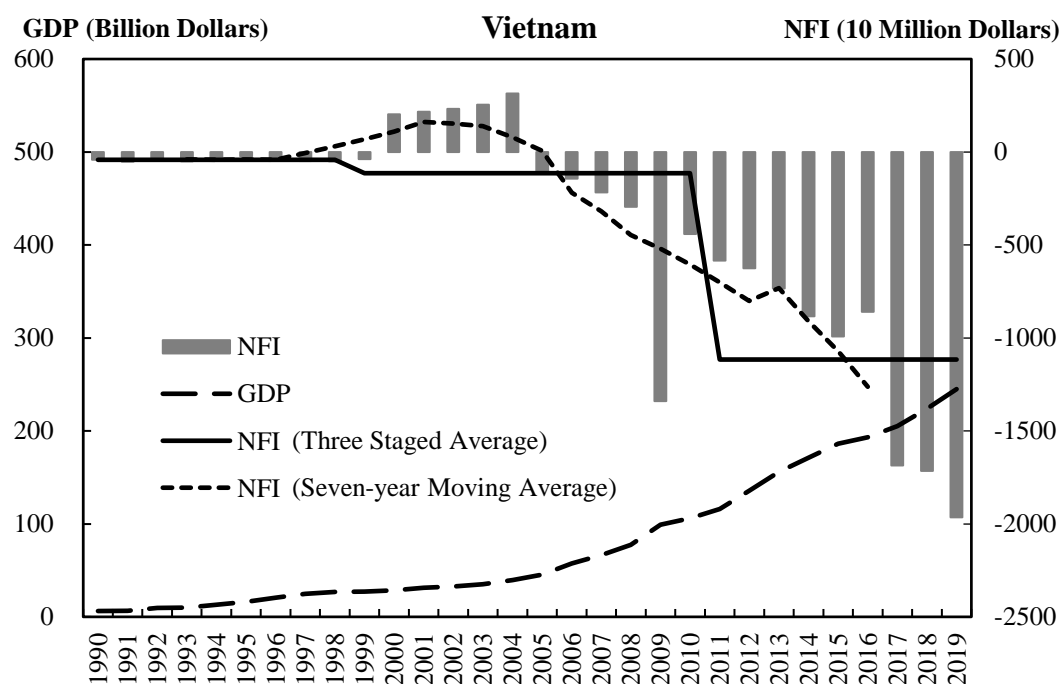 GDP (Billion Dollars) Vietnam NFI (10 Million Dollars)
600 500
500 0
400 -500
300 -1000
200 -1500
100 -2000
0 -2500
NFI
GDP
NFI (Three Staged Average)
NFI (Seven-year Moving Average)
1990 1991 1992 1993 1994 1995 1996 1997 1998 1999 2000 2001 2002 2003 2004 2005 2006 2007 2008 2009 2010 2011 2012 2013 2014 2015 2016 2017 2018 2019